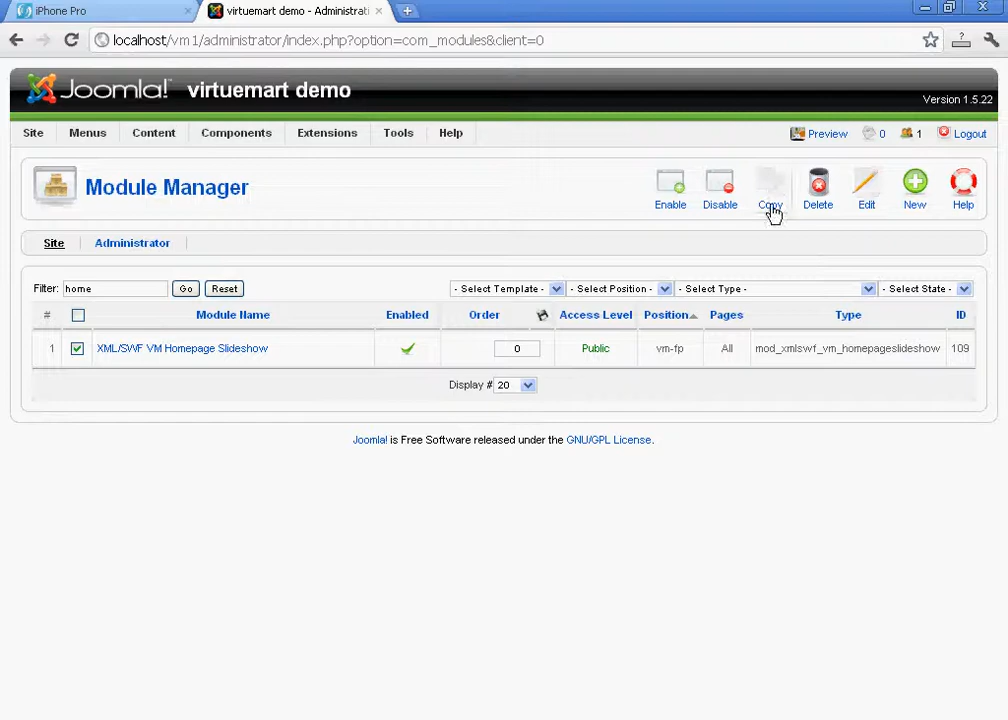 iPhone Pro
virtuemart demo - Administrati
localhost/vm1/administrator/index.php?option=com_modules&client=0
Joomla! virtuemart demo
Version 1.5.22
Site Menus Content Components Extensions Tools Help Preview 0 1 Logout
Module Manager
Enable Disable Copy Delete Edit New Help
Site Administrator
Filter: home Go Reset - Select Template - - Select Position - - Select Type - - Select State -
# Module Name Enabled Order Access Level Position Pages Type ID
1 XML/SWF VM Homepage Slideshow 0 Public vm-fp All mod_xmlswf_vm_homepageslideshow 109
Display # 20
Joomla! is Free Software released under the GNU/GPL License.